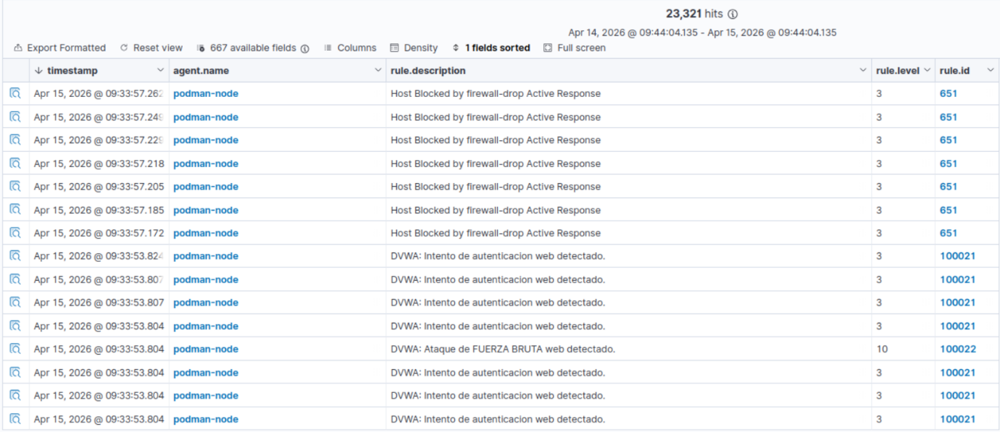 23,321 hits
Apr 14, 2026 @ 09:44:04.135 - Apr 15, 2026 @ 09:44:04.135
Export Formatted Reset view 667 available fields Columns Density 1 fields sorted Full screen
timestamp agent.name rule.description rule.level rule.id
Apr 15, 2026 @ 09:33:57.262 podman-node Host Blocked by firewall-drop Active Response 3 651
Apr 15, 2026 @ 09:33:57.249 podman-node Host Blocked by firewall-drop Active Response 3 651
Apr 15, 2026 @ 09:33:57.229 podman-node Host Blocked by firewall-drop Active Response 3 651
Apr 15, 2026 @ 09:33:57.218 podman-node Host Blocked by firewall-drop Active Response 3 651
Apr 15, 2026 @ 09:33:57.205 podman-node Host Blocked by firewall-drop Active Response 3 651
Apr 15, 2026 @ 09:33:57.185 podman-node Host Blocked by firewall-drop Active Response 3 651
Apr 15, 2026 @ 09:33:57.172 podman-node Host Blocked by firewall-drop Active Response 3 651
Apr 15, 2026 @ 09:33:53.824 podman-node DVWA: Intento de autenticacion web detectado. 3 100021
Apr 15, 2026 @ 09:33:53.807 podman-node DVWA: Intento de autenticacion web detectado. 3 100021
Apr 15, 2026 @ 09:33:53.807 podman-node DVWA: Intento de autenticacion web detectado. 3 100021
Apr 15, 2026 @ 09:33:53.804 podman-node DVWA: Intento de autenticacion web detectado. 3 100021
Apr 15, 2026 @ 09:33:53.804 podman-node DVWA: Ataque de FUERZA BRUTA web detectado. 10 100022
Apr 15, 2026 @ 09:33:53.804 podman-node DVWA: Intento de autenticacion web detectado. 3 100021
Apr 15, 2026 @ 09:33:53.804 podman-node DVWA: Intento de autenticacion web detectado. 3 100021
Apr 15, 2026 @ 09:33:53.804 podman-node DVWA: Intento de autenticacion web detectado. 3 100021